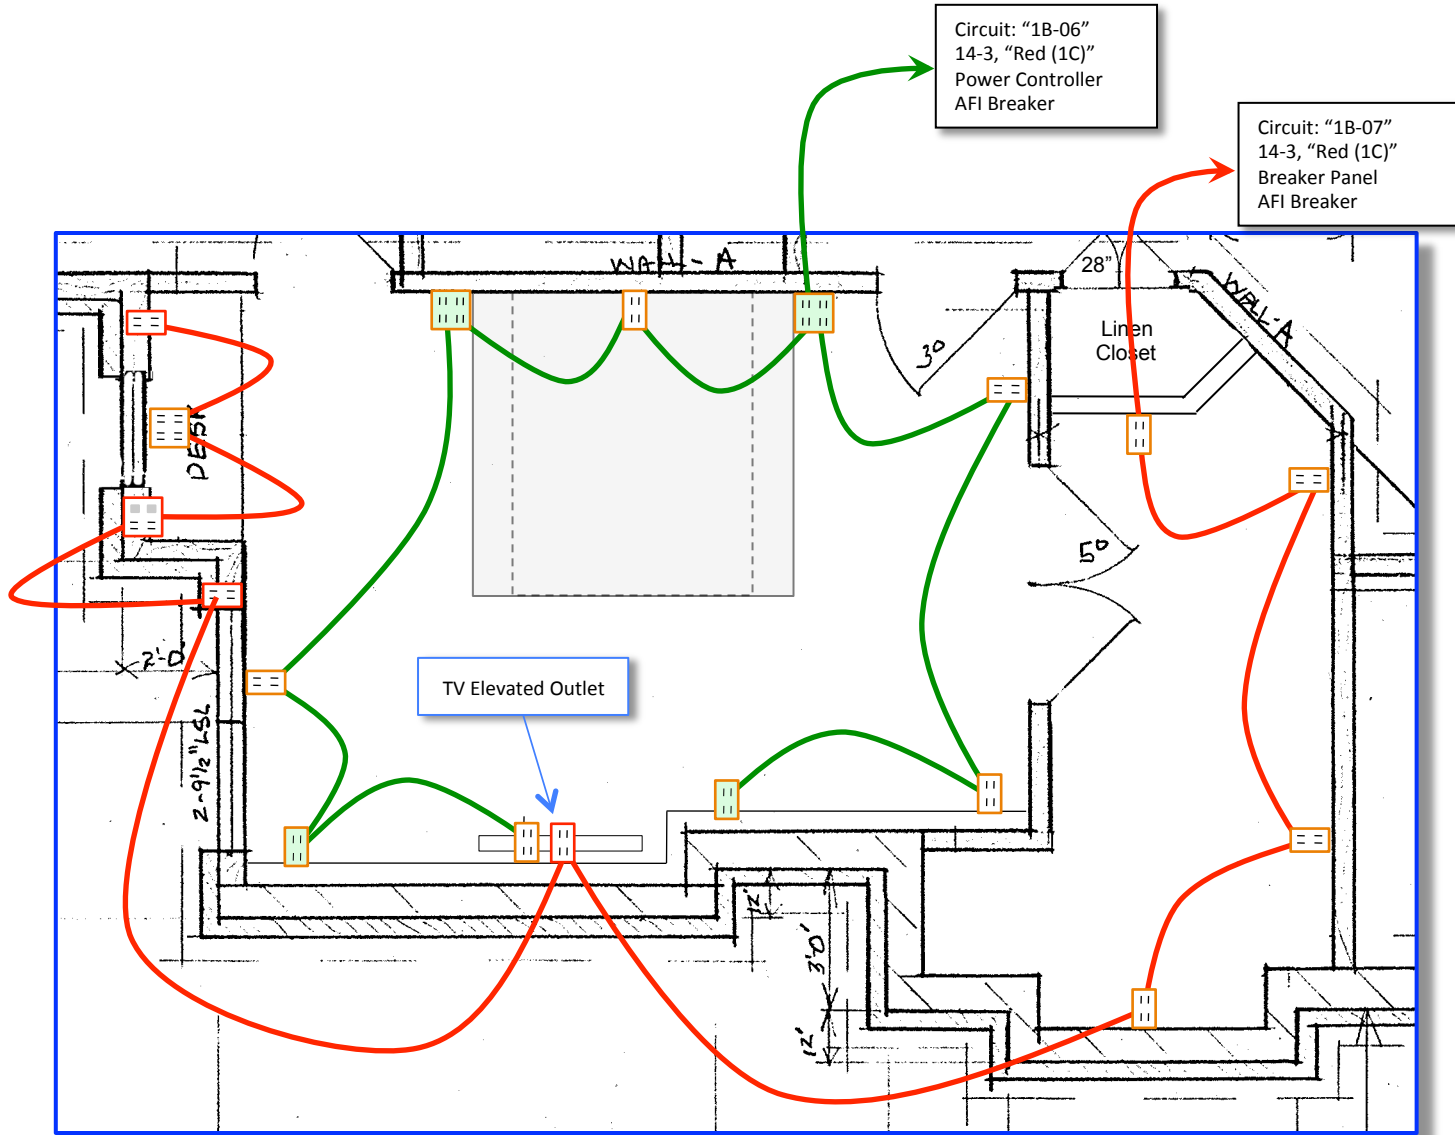 Circuit: “1B-06”
14-3, “Red (1C)”
Power Controller
AFI Breaker
Circuit: “1B-07”
14-3, “Red (1C)”
Breaker Panel
AFI Breaker
WALL-A
28”
WALL-A
Linen
Closet
3⁰
DESK
5⁰
2'-0"
TV Elevated Outlet
2-9½" LSL
12'
3'0'
12'